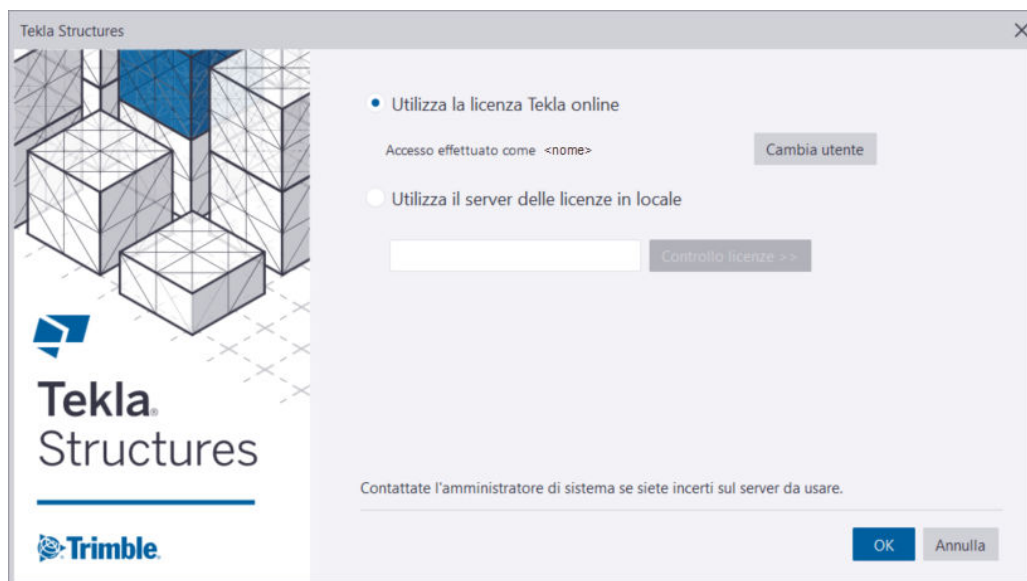 Tekla Structures
Utilizza la licenza Tekla online
Accesso effettuato come <nome>
Cambia utente
Utilizza il server delle licenze in locale
Controllo licenze >>
Tekla®
Structures
Contattate l'amministratore di sistema se siete incerti sul server da usare.
Trimble.
OK
Annulla